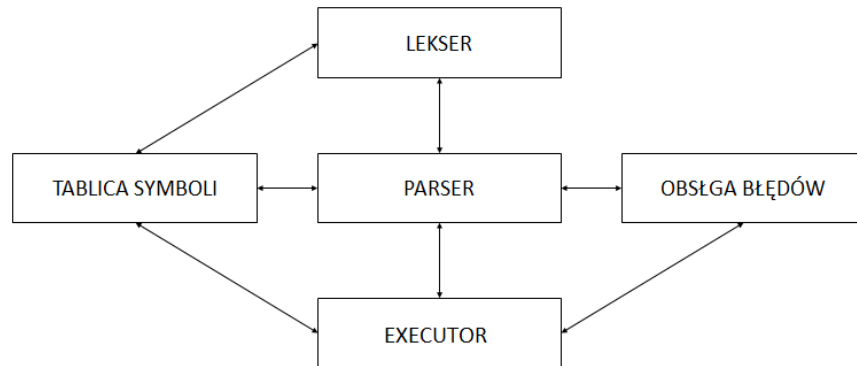 LEKSER
TABLICA SYMBOLI
PARSER
OBSŁGA BŁĘDÓW
EXECUTOR